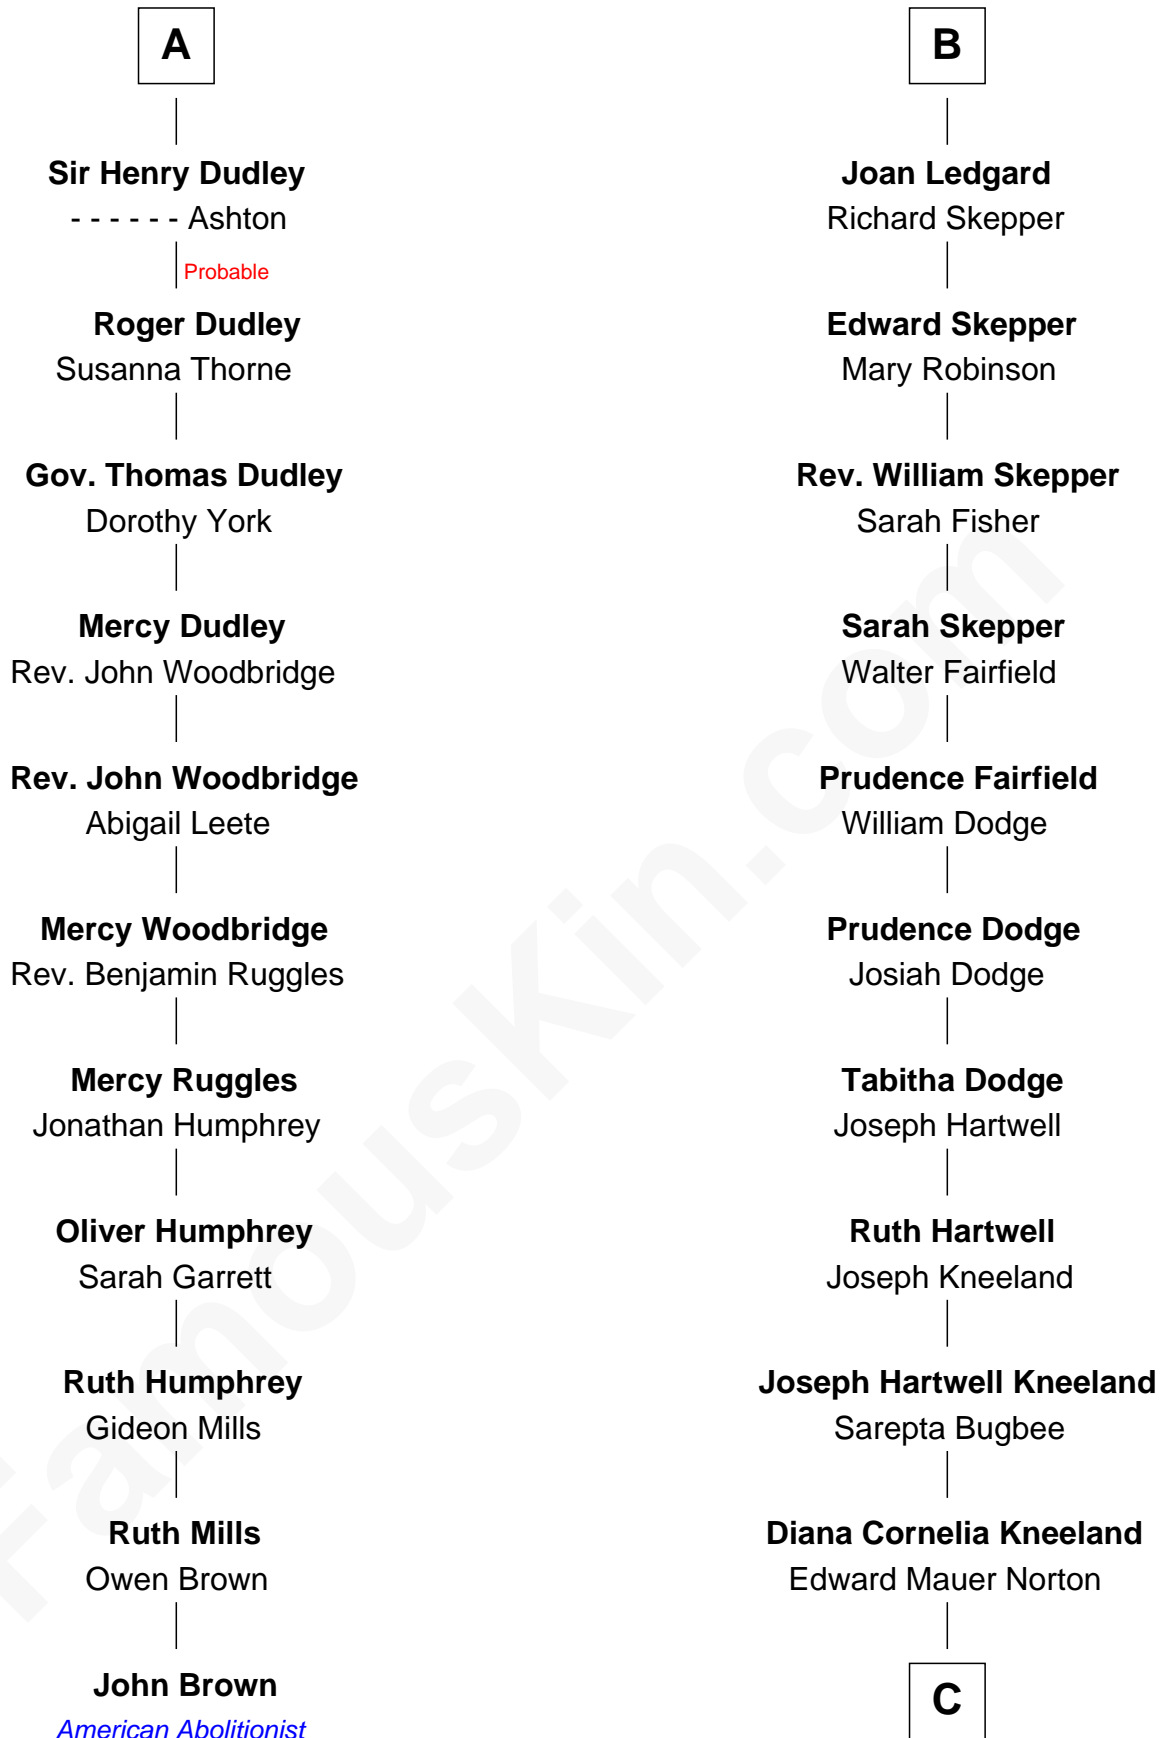 A
Sir Henry Dudley
- - - - - - Ashton
Probable
Roger Dudley
Susanna Thorne
Gov. Thomas Dudley
Dorothy York
Mercy Dudley
Rev. John Woodbridge
Rev. John Woodbridge
Abigail Leete
Mercy Woodbridge
Rev. Benjamin Ruggles
Mercy Ruggles
Jonathan Humphrey
Oliver Humphrey
Sarah Garrett
Ruth Humphrey
Gideon Mills
Ruth Mills
Owen Brown
John Brown
American Abolitionist
B
Joan Ledgard
Richard Skepper
Edward Skepper
Mary Robinson
Rev. William Skepper
Sarah Fisher
Sarah Skepper
Walter Fairfield
Prudence Fairfield
William Dodge
Prudence Dodge
Josiah Dodge
Tabitha Dodge
Joseph Hartwell
Ruth Hartwell
Joseph Kneeland
Joseph Hartwell Kneeland
Sarepta Bugbee
Diana Cornelia Kneeland
Edward Mauer Norton
C
FamousKin.com